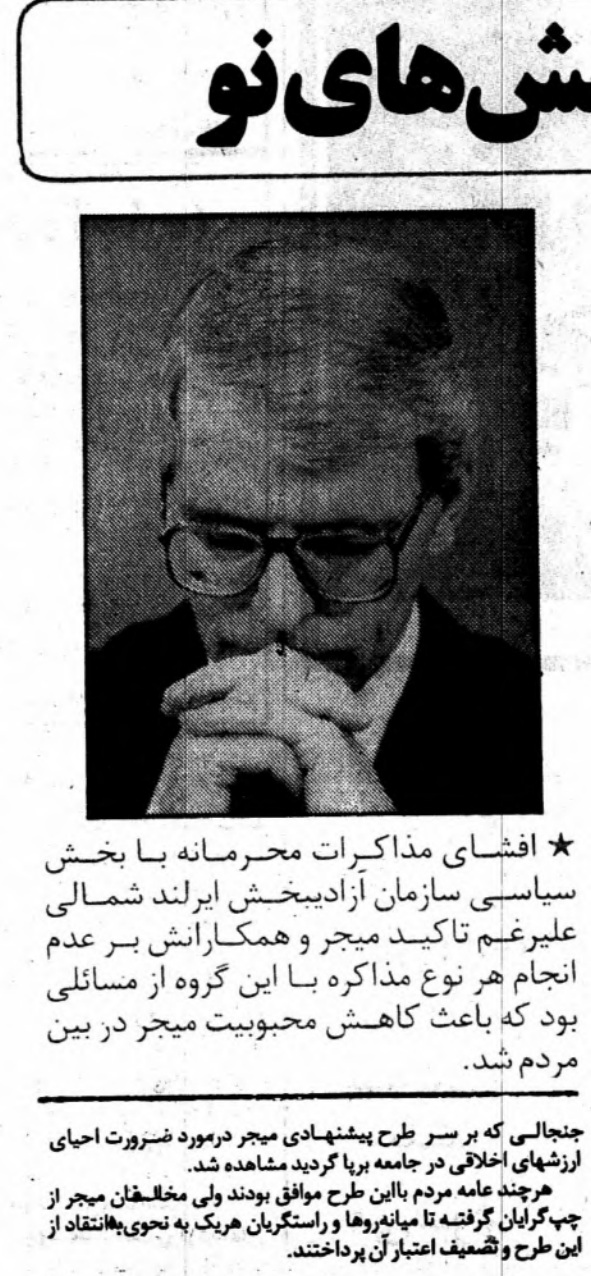 ش‌های نو
★ افشای مذاکرات محرمانه با بخش
سیاسی سازمان آزادیبخش ایرلند شمالی
علیرغم تاکید میجر و همکارانش بر عدم
انجام هر نوع مذاکره با این گروه از مسائلی
بود که باعث کاهش محبوبیت میجر در بین
مردم شد.
جنجالی که بر سر طرح پیشنهادی میجر درمورد ضرورت احیای
ارزشهای اخلاقی در جامعه برپا گردید مشاهده شد.
هرچند عامه مردم بااین طرح موافق بودند ولی مخالفان میجر از
چپ‌گرایان گرفته تا میانه‌روها و راستگریان هریک به نحوی به انتقاد از
این طرح و تضعیف اعتبار آن پرداختند.